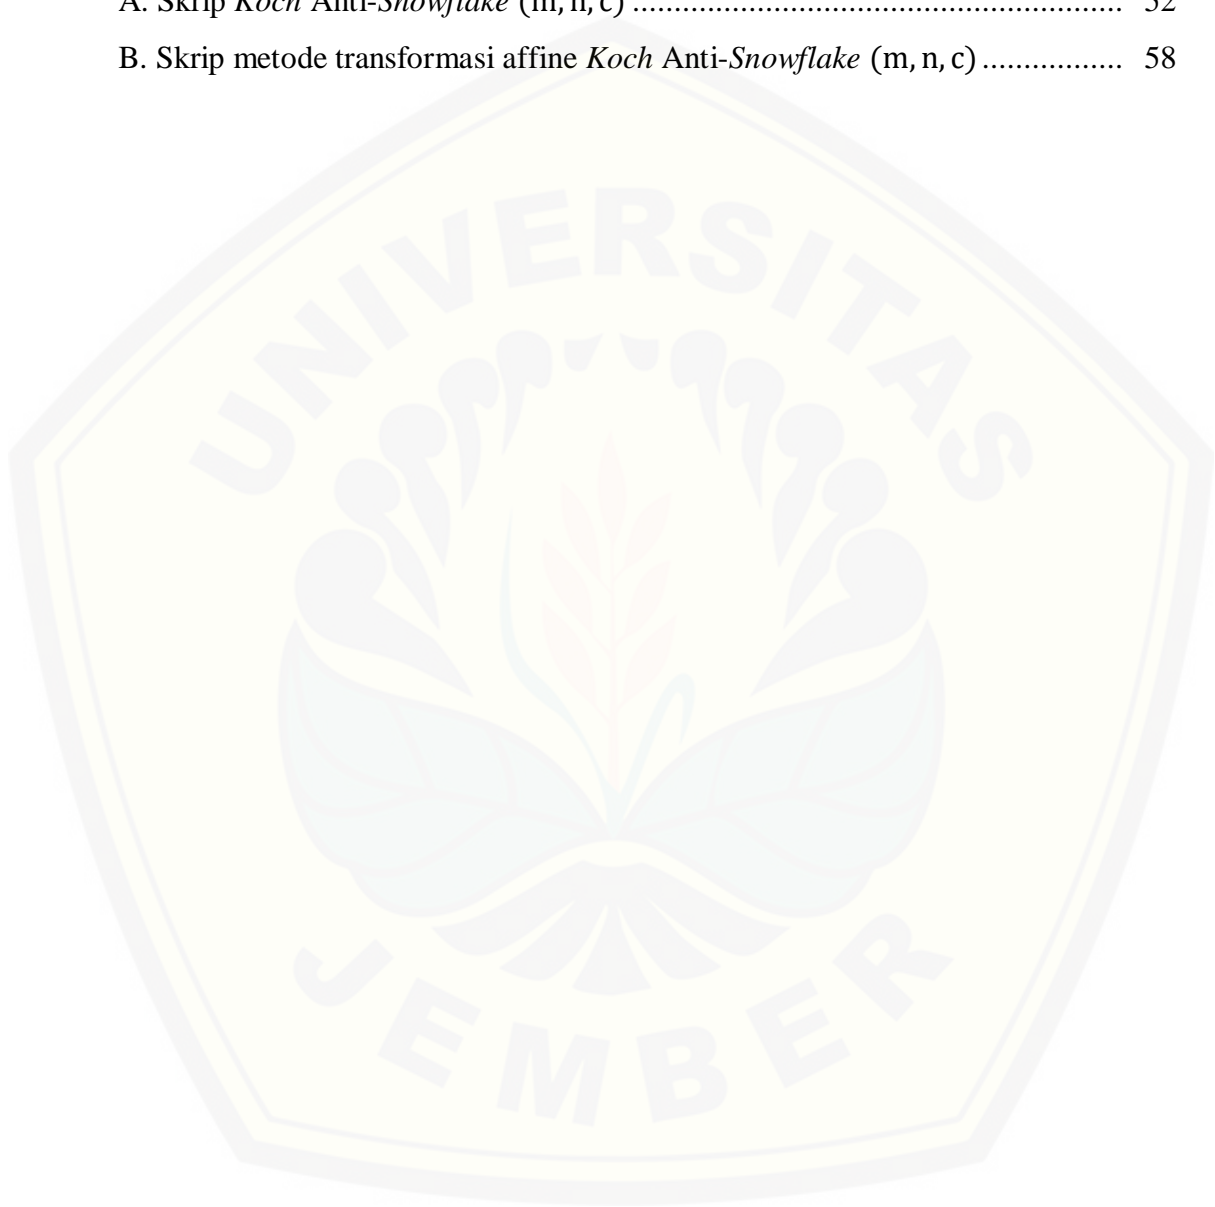 A. Skrip Koch Anti-Snowflake (m, n, c) ............................................................ 52
B. Skrip metode transformasi affine Koch Anti-Snowflake (m, n, c) ................. 58
UNIVERSITAS
JEMBER